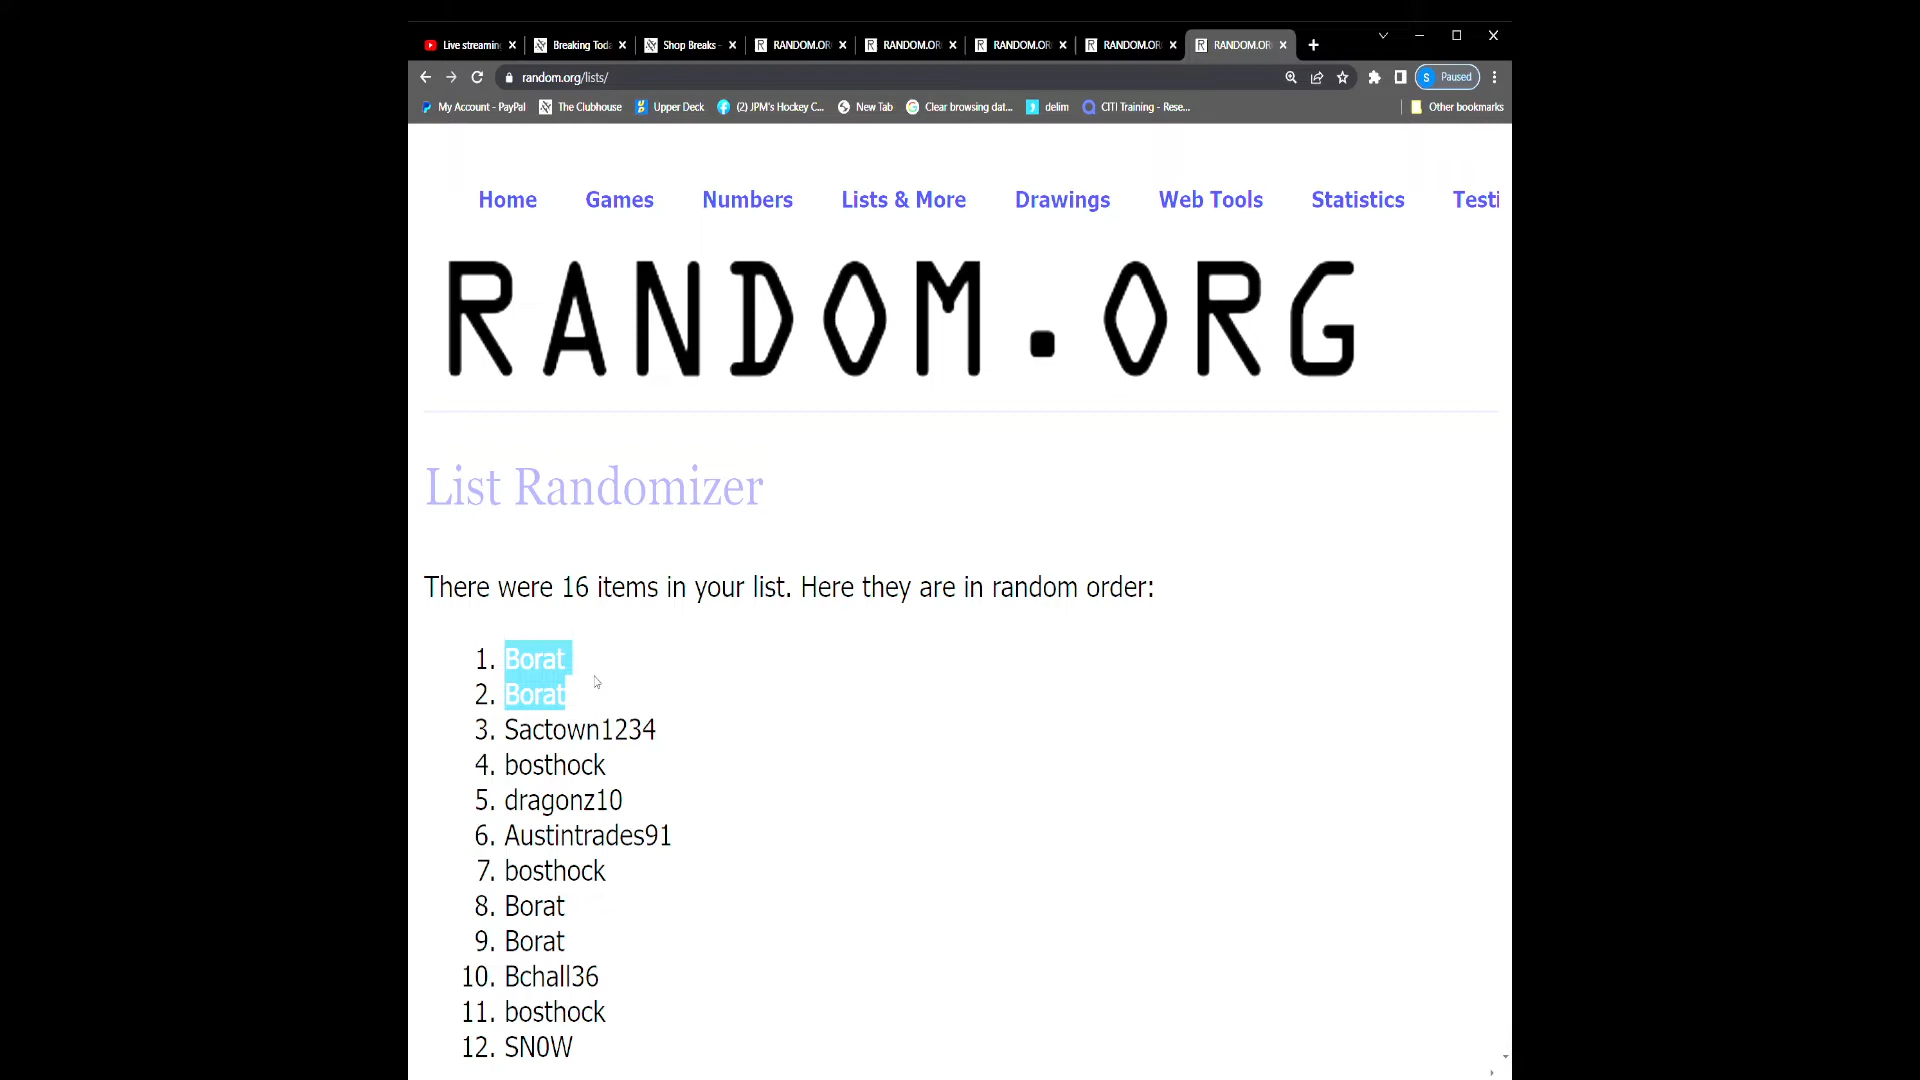 Live streaming
Breaking Toda
Shop Breaks -
RANDOM.OR
RANDOM.OR
RANDOM.OR
RANDOM.OR
RANDOM.OR
random.org/lists/
S Paused
My Account - PayPal
The Clubhouse
Upper Deck
(2) JPM's Hockey C...
New Tab
Clear browsing dat...
delim
CITI Training - Rese...
Other bookmarks
Home Games Numbers Lists & More Drawings Web Tools Statistics Testi
RANDOM.ORG
List Randomizer
There were 16 items in your list. Here they are in random order:
1. Borat
2. Borat
3. Sactown1234
4. bosthock
5. dragonz10
6. Austintrades91
7. bosthock
8. Borat
9. Borat
10. Bchall36
11. bosthock
12. SN0W